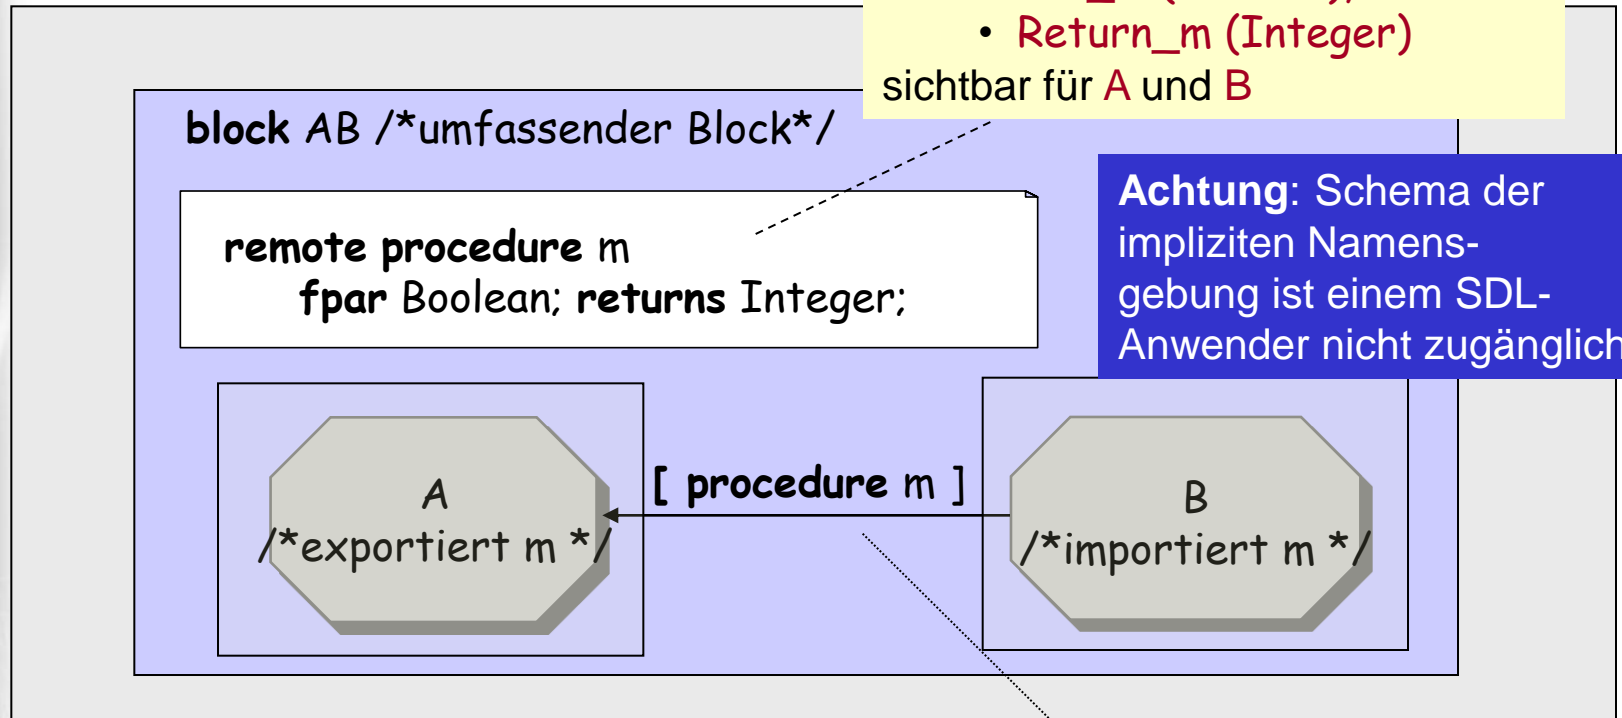 • Return_m (Integer)
sichtbar für A und B
block AB /*umfassender Block*/
remote procedure m
fpar Boolean; returns Integer;
Achtung: Schema der
impliziten Namens-
gebung ist einem SDL-
Anwender nicht zugänglich
[ procedure m ]
A
/*exportiert m */
B
/*importiert m */